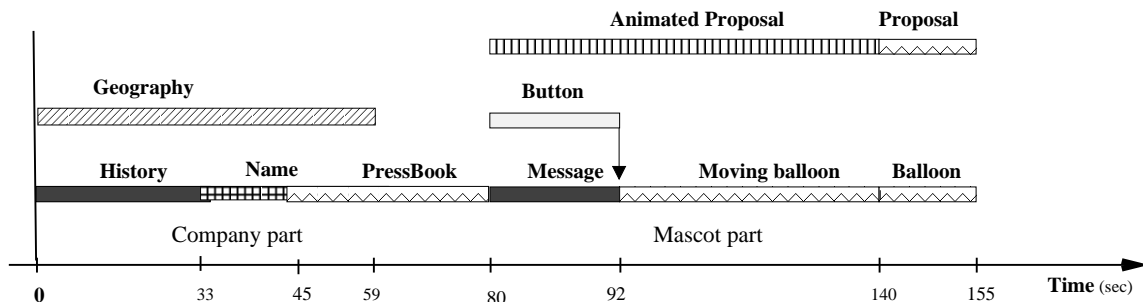 Animated Proposal Proposal
Geography Button
History Name PressBook Message Moving balloon Balloon
Company part Mascot part
0 33 45 59 80 92 140 155 Time (sec)